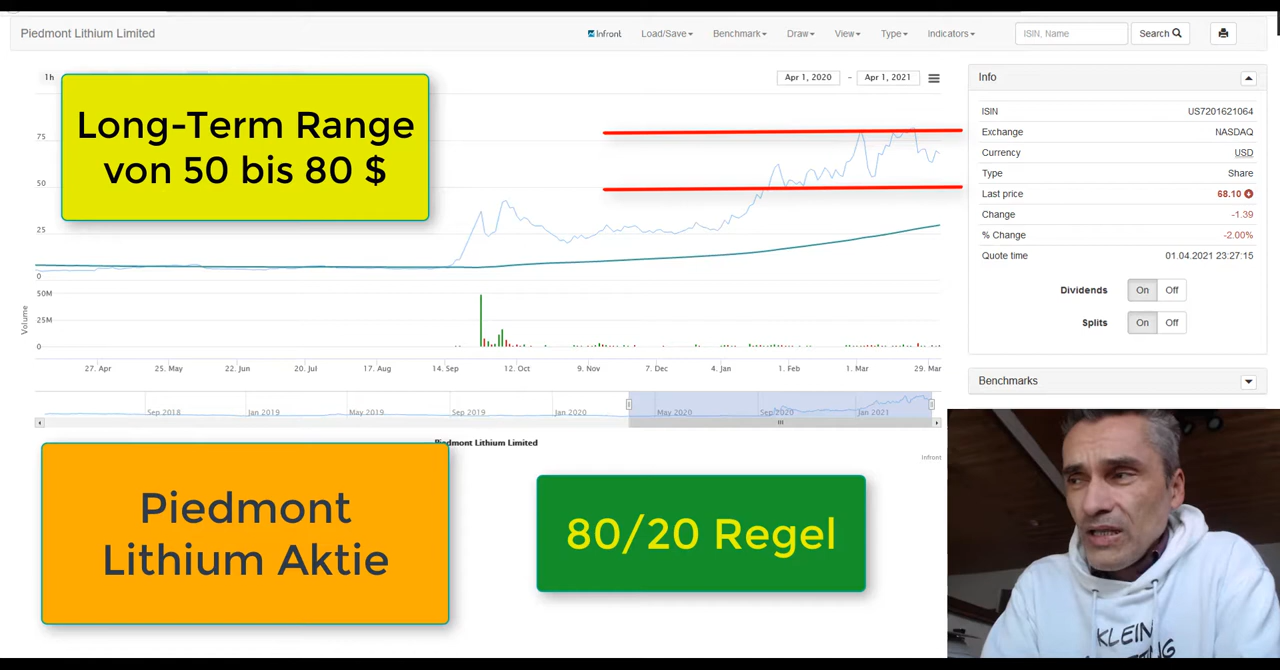 Piedmont Lithium Limited
Infront Load/Save Benchmark Draw View Type Indicators ISIN, Name Search
1h
Apr 1, 2020 - Apr 1, 2021
Long-Term Range
von 50 bis 80 $
75
50
25
0
50M
25M
0
Volume
27. Apr 25. May 22. Jun 20. Jul 17. Aug 14. Sep 12. Oct 9. Nov 7. Dec 4. Jan 1. Feb 1. Mar 29. Mar
Sep 2018 Jan 2019 May 2019 Sep 2019 Jan 2020 May 2020 Sep 2020 Jan 2021
Piedmont Lithium Limited
Infront
Info
ISIN US7201621064
Exchange NASDAQ
Currency USD
Type Share
Last price 68.10
Change -1.39
% Change -2.00%
Quote time 01.04.2021 23:27:15
Dividends On Off
Splits On Off
Benchmarks
Piedmont
Lithium Aktie
80/20 Regel
KLEIN